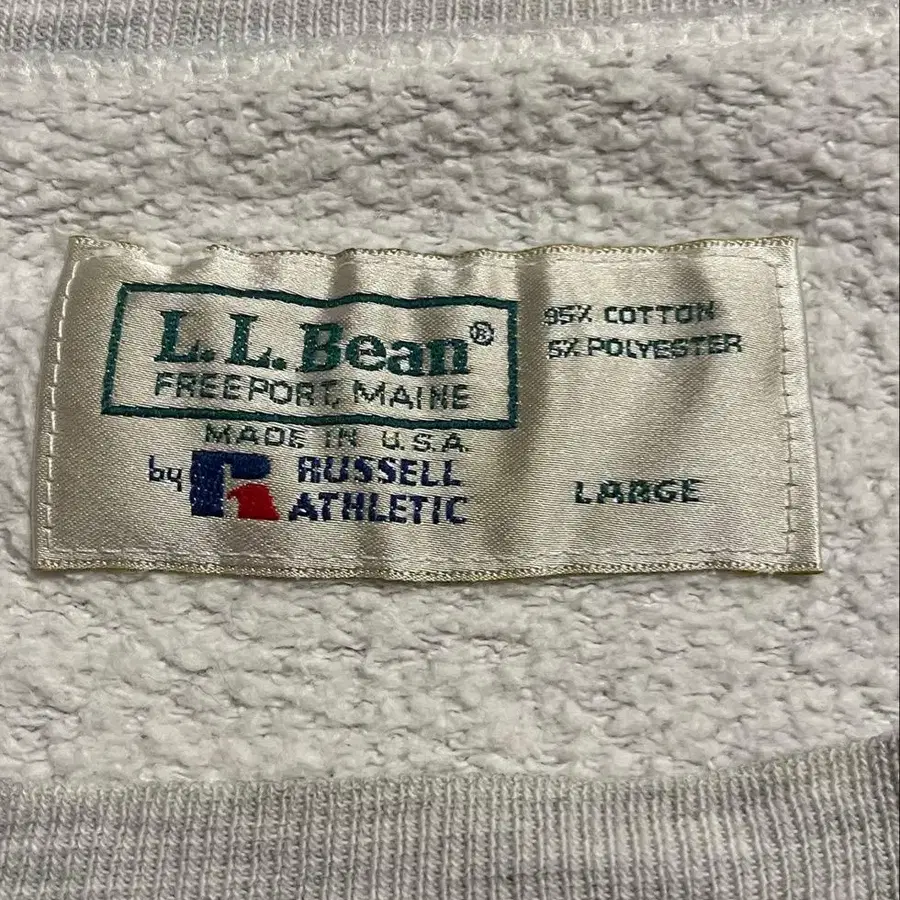 L.L.Bean®
FREEPORT, MAINE
MADE IN U.S.A.
by RUSSELL
ATHLETIC
95% COTTON
5% POLYESTER
LARGE